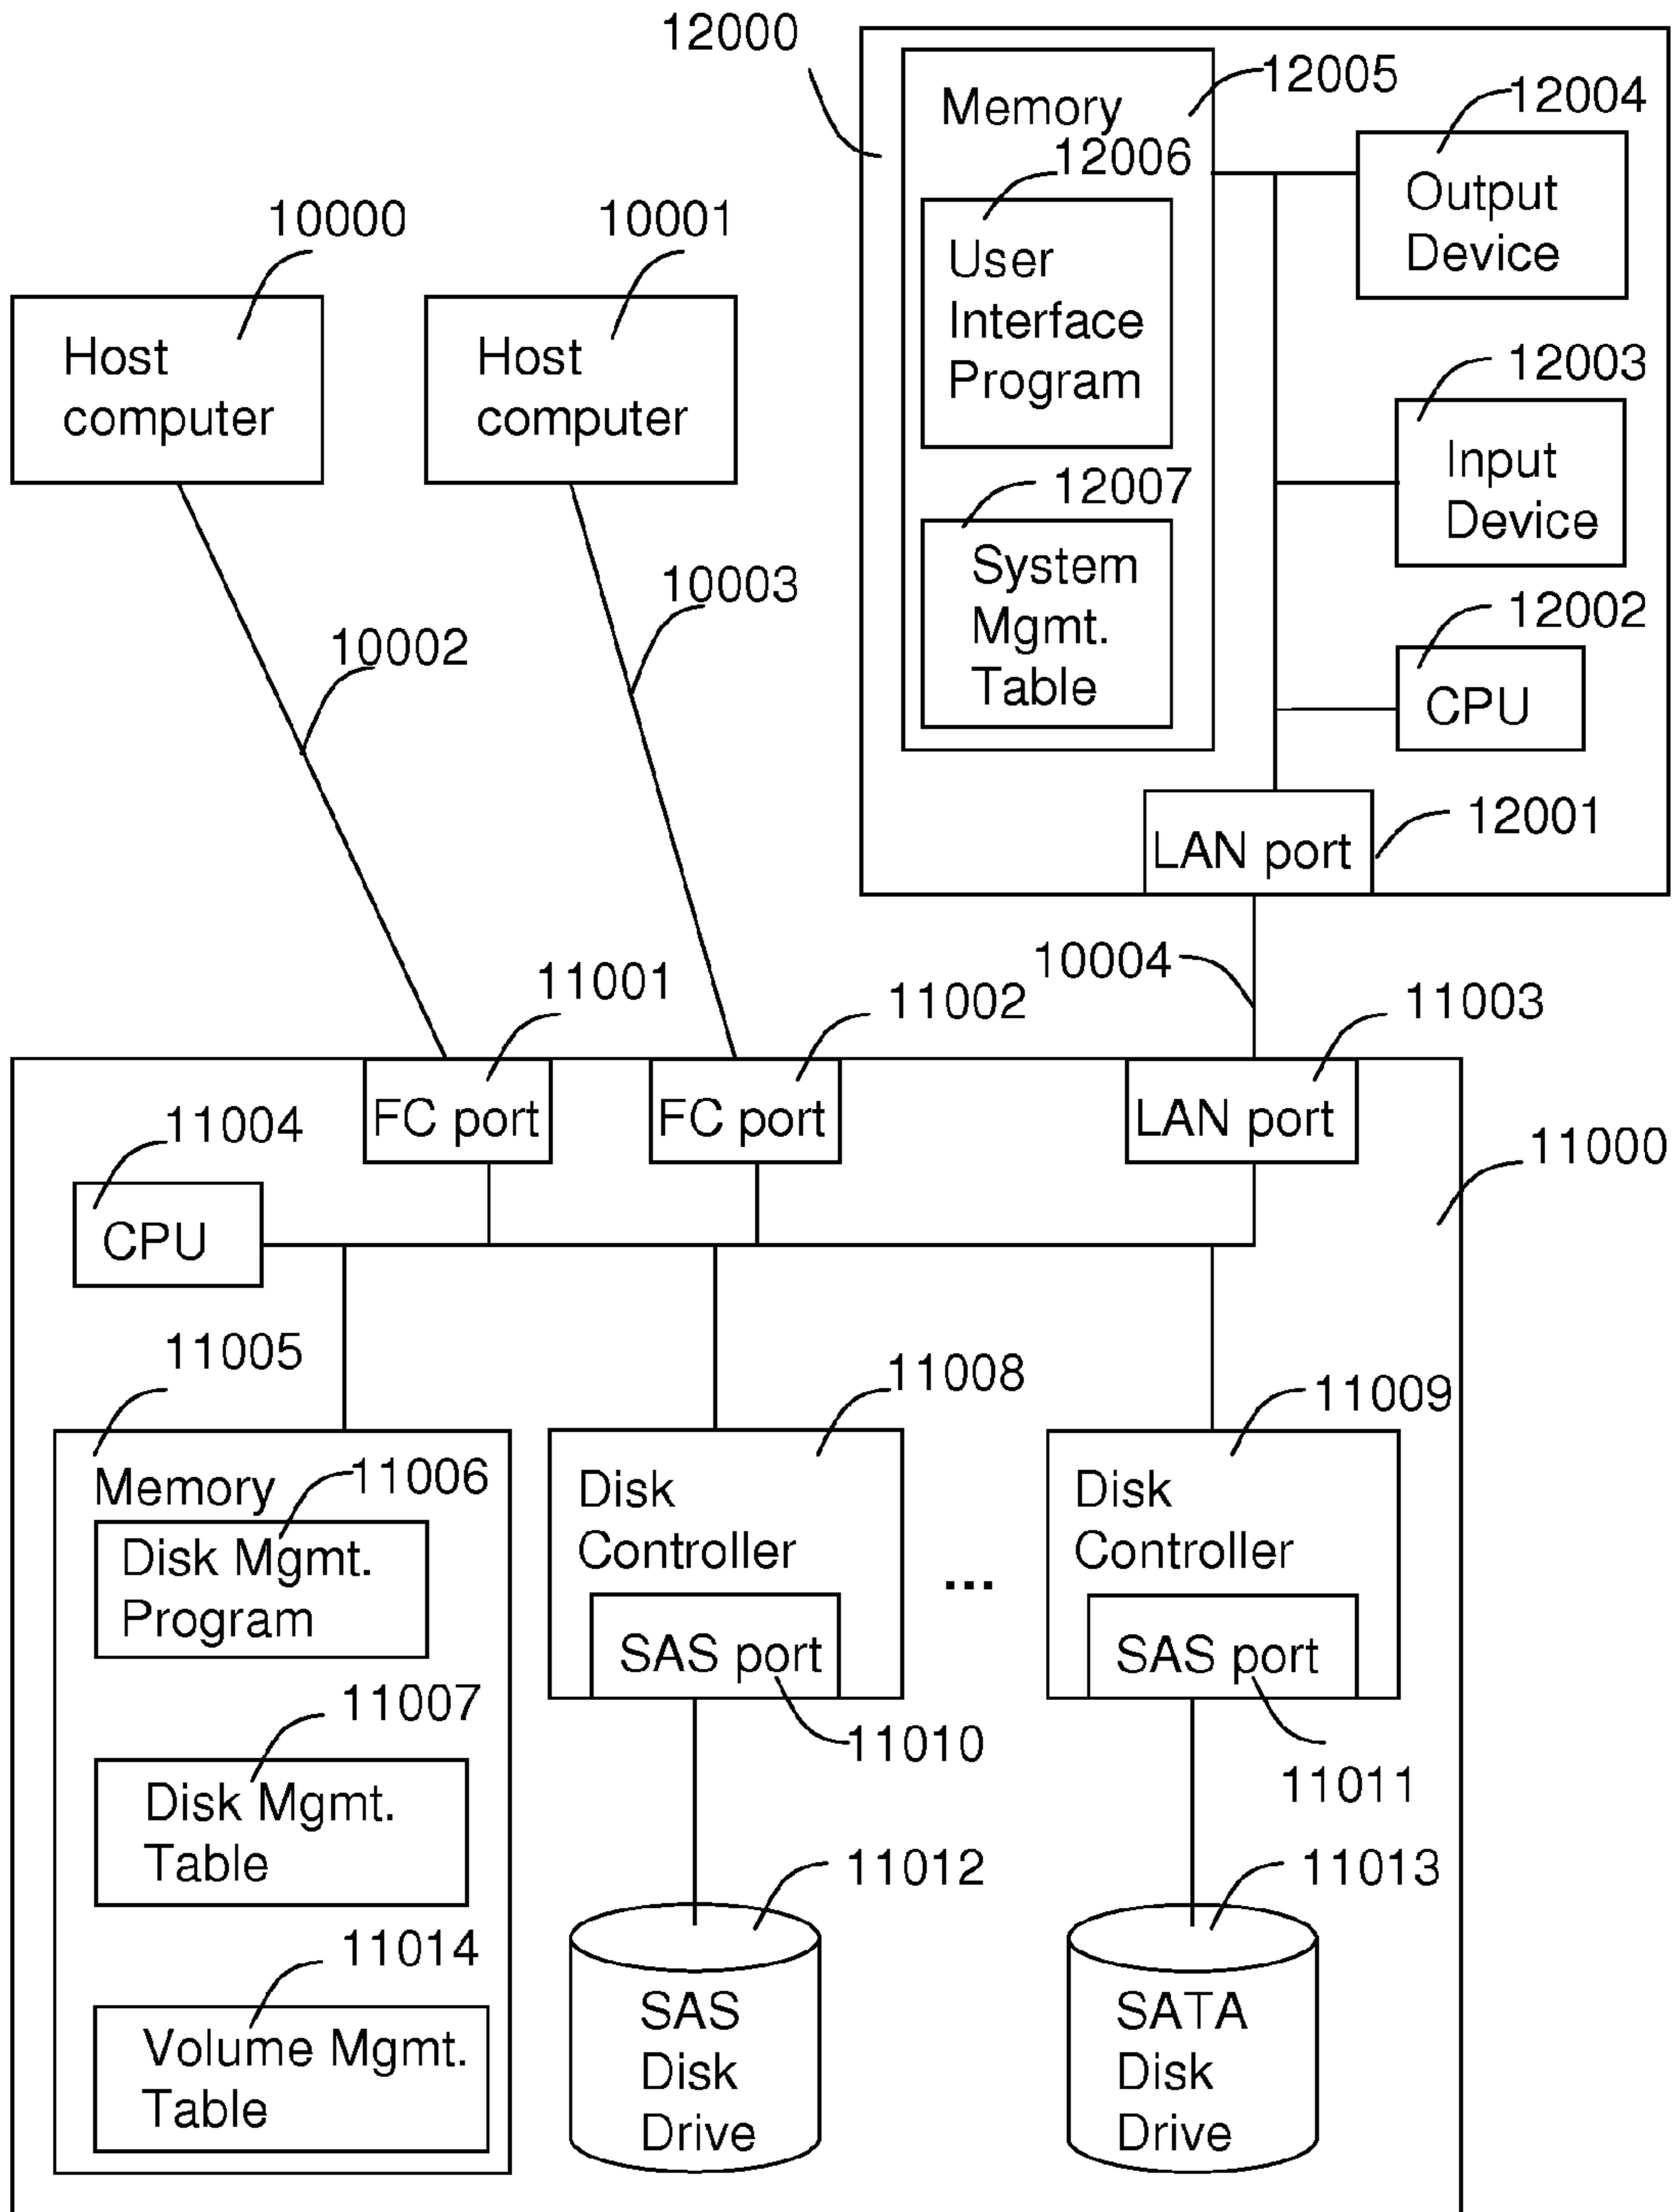 12000
Memory
12005
12004
12006
Output
Device
User
Interface
Program
10000
10001
Host
computer
Host
computer
12003
Input
Device
12007
System
Mgmt.
Table
10003
10002
12002
CPU
12001
LAN port
10004
11001
11002
11003
FC port
FC port
LAN port
11004
CPU
11000
11005
11008
11009
Memory
11006
Disk Mgmt.
Program
Disk
Controller
...
Disk
Controller
SAS port
SAS port
11007
11010
11011
Disk Mgmt.
Table
11012
11013
11014
Volume Mgmt.
Table
SAS
Disk
Drive
SATA
Disk
Drive